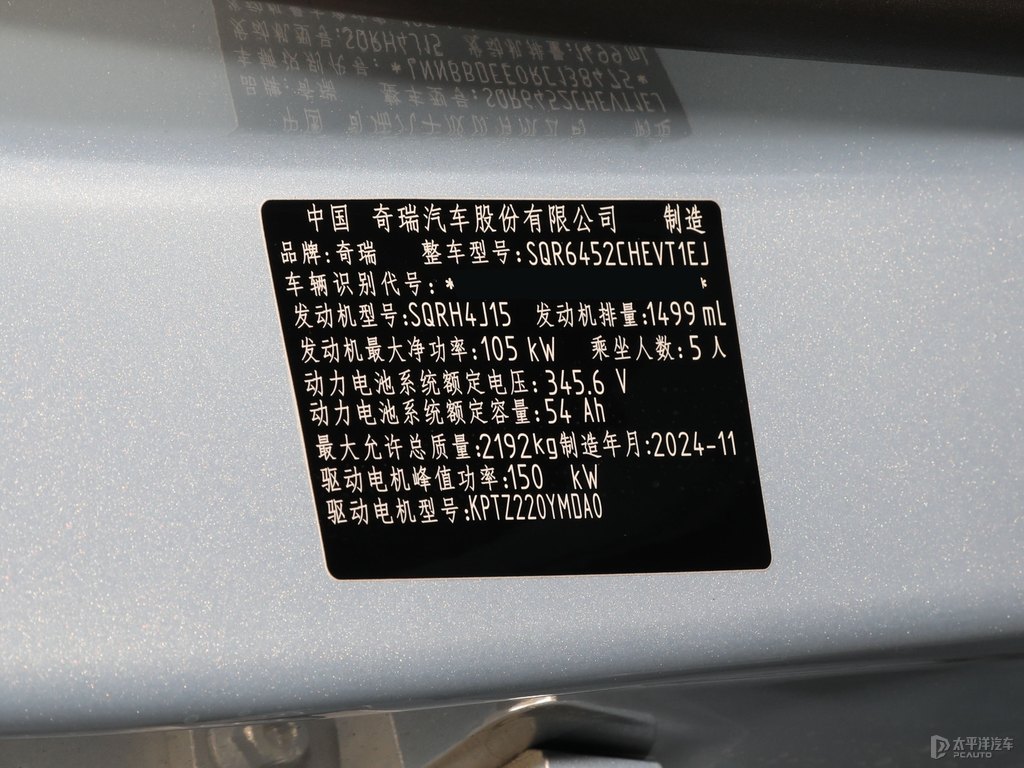 中国 奇瑞汽车股份有限公司 制造
品牌:奇瑞 整车型号:SQR6452CHEVT1EJ
车辆识别代号:* *
发动机型号:SQRH4J15 发动机排量:1499 mL
发动机最大净功率:105 kW 乘坐人数:5 人
动力电池系统额定电压:345.6 V
动力电池系统额定容量:54 Ah
最大允许总质量:2192kg制造年月:2024-11
驱动电机峰值功率:150 kW
驱动电机型号:KPTZ220YMDA0
太平洋汽车
PCAUTO